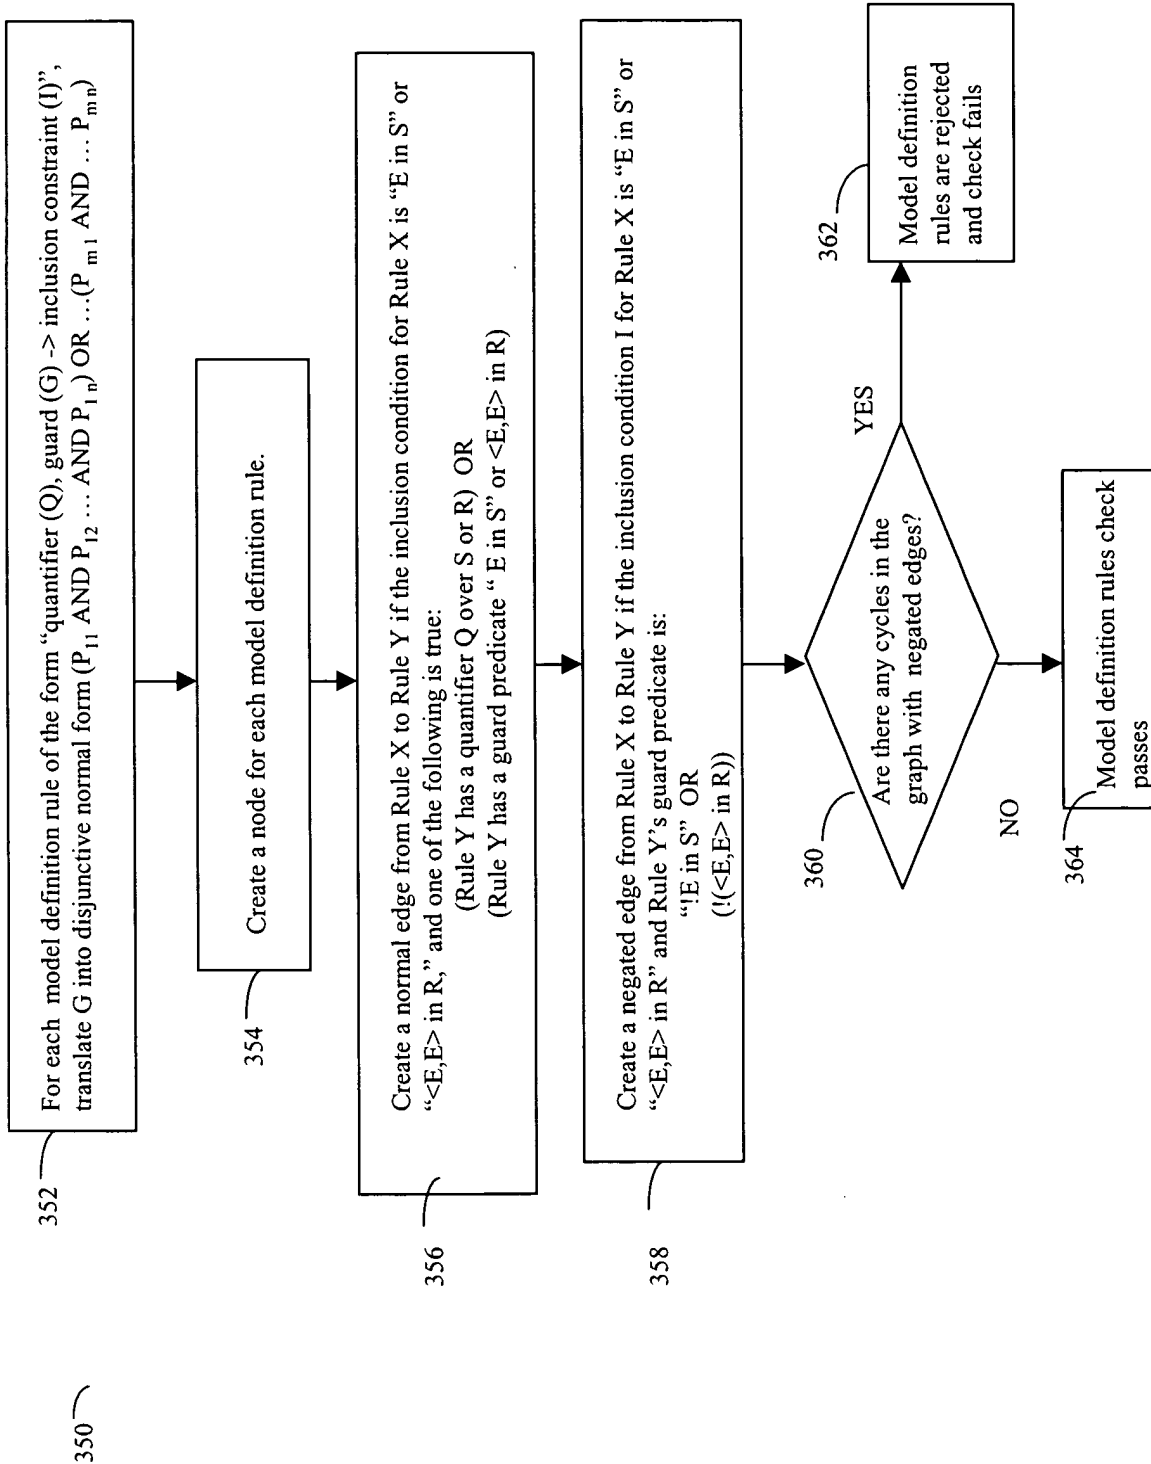 350
352
For each model definition rule of the form “quantifier (Q), guard (G) -> inclusion constraint (I)”,
translate G into disjunctive normal form (P11 AND P12 ... AND P1n) OR ...(P m1 AND ... P mn)
354
Create a node for each model definition rule.
356
Create a normal edge from Rule X to Rule Y if the inclusion condition for Rule X is “E in S” or
“<E,E> in R,” and one of the following is true:
(Rule Y has a quantifier Q over S or R) OR
(Rule Y has a guard predicate “ E in S” or <E,E> in R)
358
Create a negated edge from Rule X to Rule Y if the inclusion condition I for Rule X is “E in S” or
“<E,E> in R” and Rule Y’s guard predicate is:
“!E in S” OR
(!(<E,E> in R))
360
Are there any cycles in the
graph with negated edges?
YES
362
Model definition
rules are rejected
and check fails
NO
364
Model definition rules check
passes